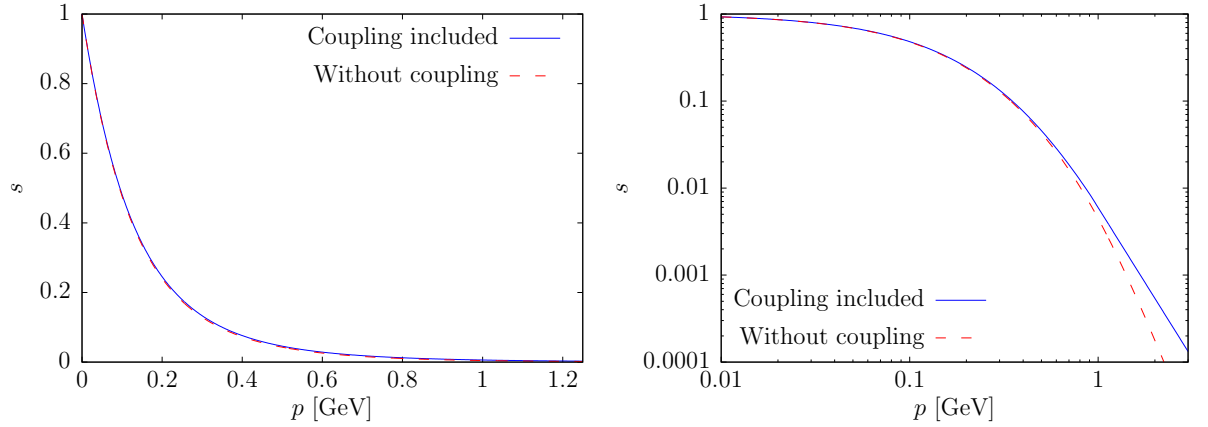 1
0.8
0.6
0.4
0.2
0
0 0.2 0.4 0.6 0.8 1 1.2
s
p [GeV]
Coupling included
Without coupling
1
0.1
0.01
0.001
0.0001
0.01 0.1 1
s
p [GeV]
Coupling included
Without coupling